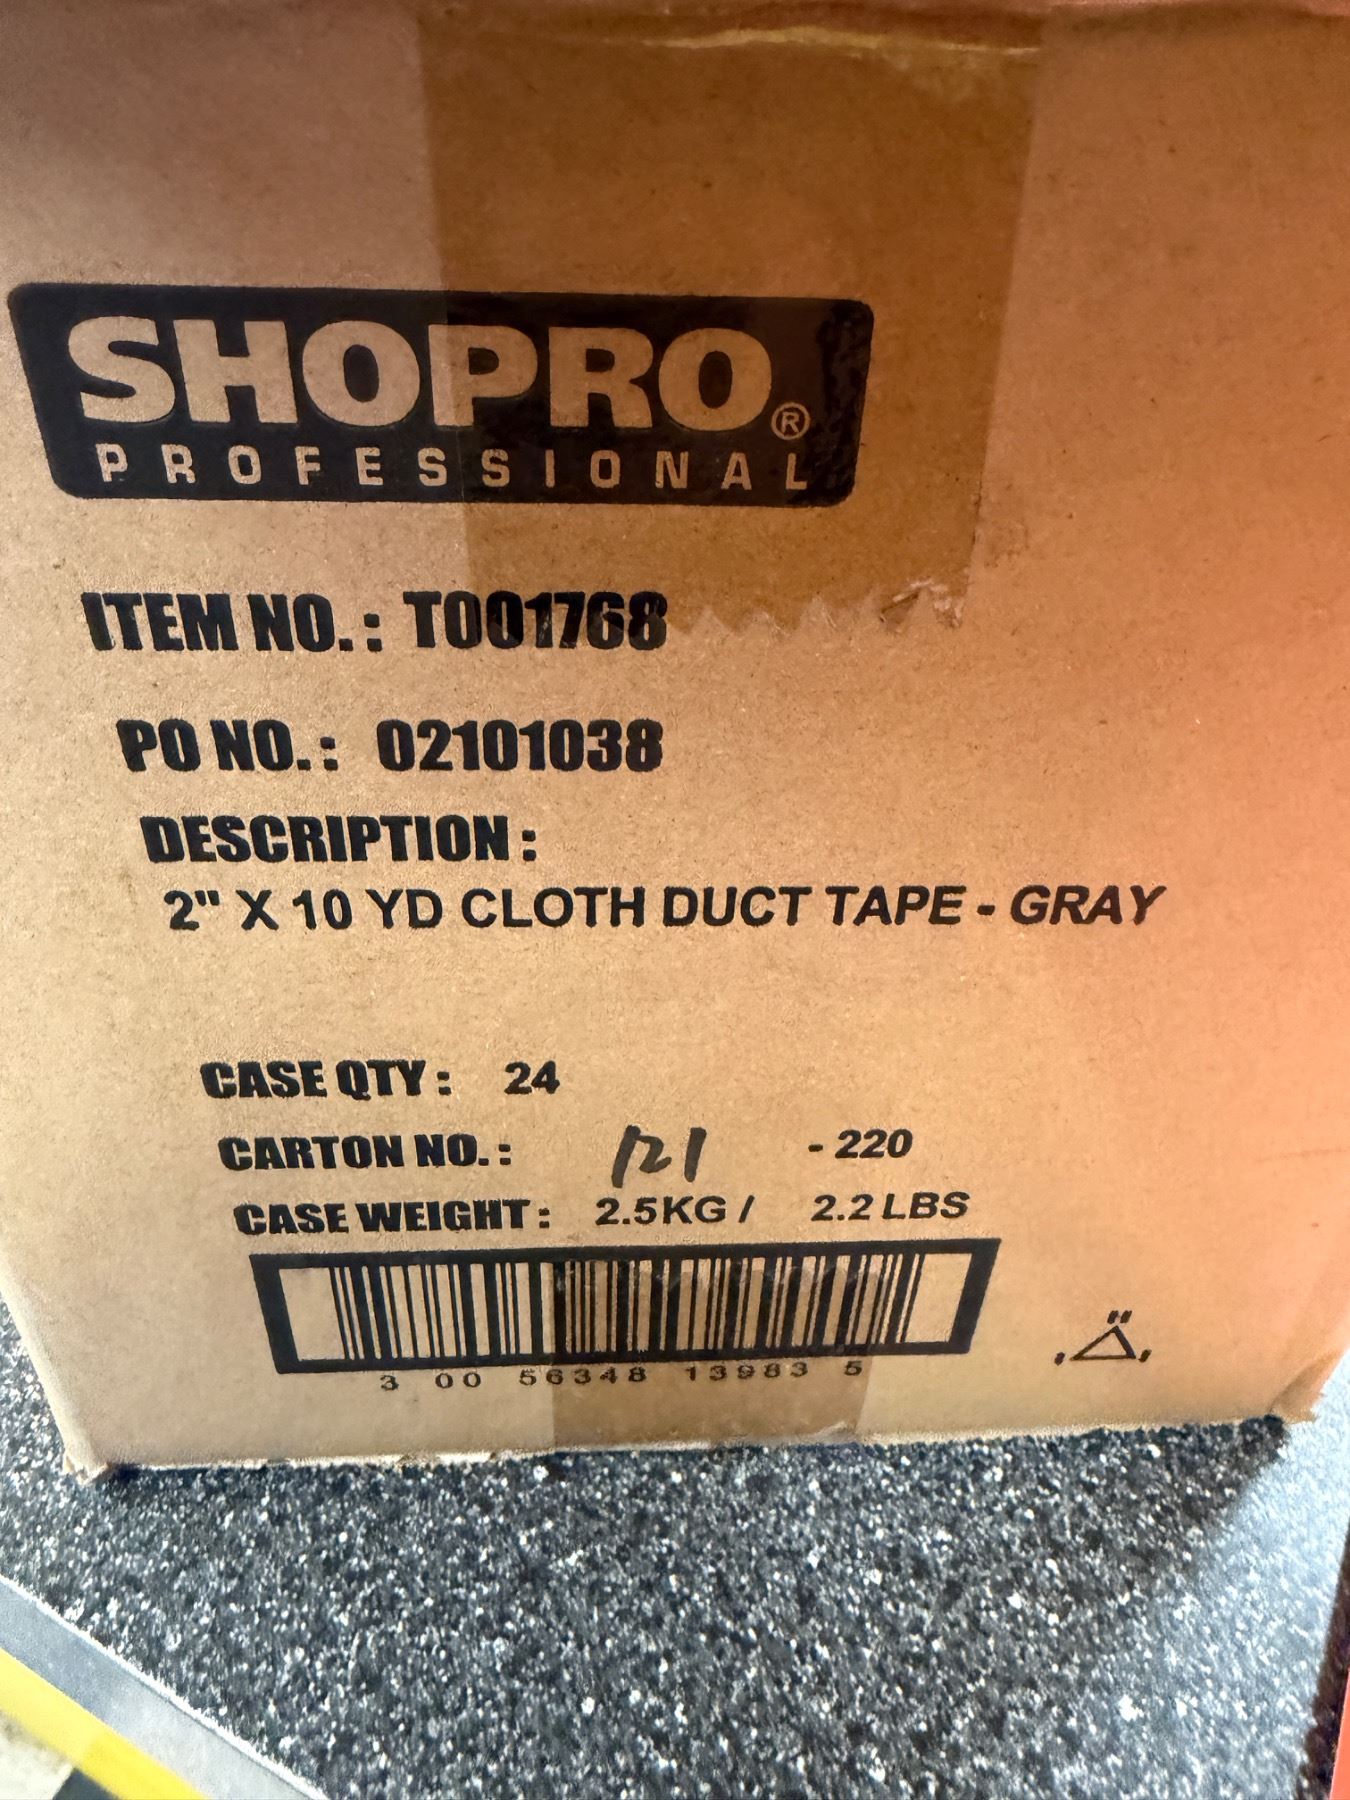 SHOPRO®
PROFESSIONAL
ITEM NO.: T001768
PO NO.: 02101038
DESCRIPTION:
2" X 10 YD CLOTH DUCT TAPE - GRAY
CASE QTY: 24
CARTON NO.: 121 - 220
CASE WEIGHT: 2.5KG / 2.2 LBS
3 00 56348 13983 5